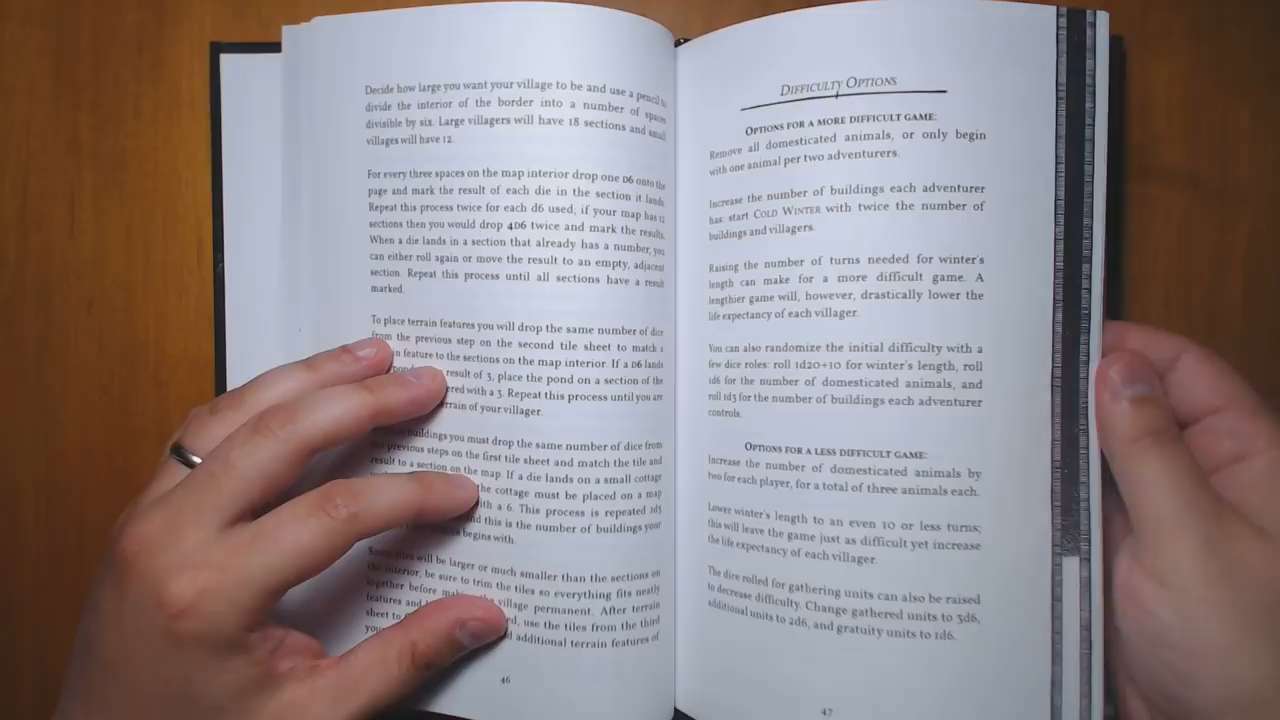 Decide how large you want your village to be and use a pencil to
divide the interior of the border into a number of spaces
divisible by six. Large villagers will have 18 sections and small
villages will have 12.
For every three spaces on the map interior drop one D6 onto the
page and mark the result of each die in the section it lands.
Repeat this process twice for each d6 used, if your map has 12
sections then you would drop 4D6 twice and mark the results.
When a die lands in a section that already has a number, you
can either roll again or move the result to an empty, adjacent
section. Repeat this process until all sections have a result
marked.
To place terrain features you will drop the same number of dice
from the previous step on the second tile sheet to match a
feature to the sections on the map interior. If a D6 lands
pond result of 3, place the pond on a section of the
with a 3. Repeat this process until you are
of your villager.
buildings you must drop the same number of dice from
previous steps on the first tile sheet and match the tile and
result to a section on the map. If a die lands on a small cottage
the cottage must be placed on a map
with a 6. This process is repeated 1d3
and this is the number of buildings your
begins with.
will be larger or much smaller than the sections on
the interior, be sure to trim the tiles so everything fits neatly
together before village permanent. After terrain
features and use the tiles from the third
sheet to additional terrain features of
46
DIFFICULTY OPTIONS
OPTIONS FOR A MORE DIFFICULT GAME:
Remove all domesticated animals, or only begin
with one animal per two adventurers.
Increase the number of buildings each adventurer
has: start COLD WINTER with twice the number of
buildings and villagers.
Raising the number of turns needed for winter's
length can make for a more difficult game. A
lengthier game will, however, drastically lower the
life expectancy of each villager.
You can also randomize the initial difficulty with a
few dice roles: roll 1d20+10 for winter's length, roll
1d6 for the number of domesticated animals, and
roll 1d3 for the number of buildings each adventurer
controls.
OPTIONS FOR A LESS DIFFICULT GAME:
Increase the number of domesticated animals by
two for each player, for a total of three animals each.
Lower winter's length to an even 10 or less turns;
this will leave the game just as difficult yet increase
the life expectancy of each villager.
The dice rolled for gathering units can also be raised
to decrease difficulty. Change gathered units to 3d6,
additional units to 2d6, and gratuity units to 1d6.
47